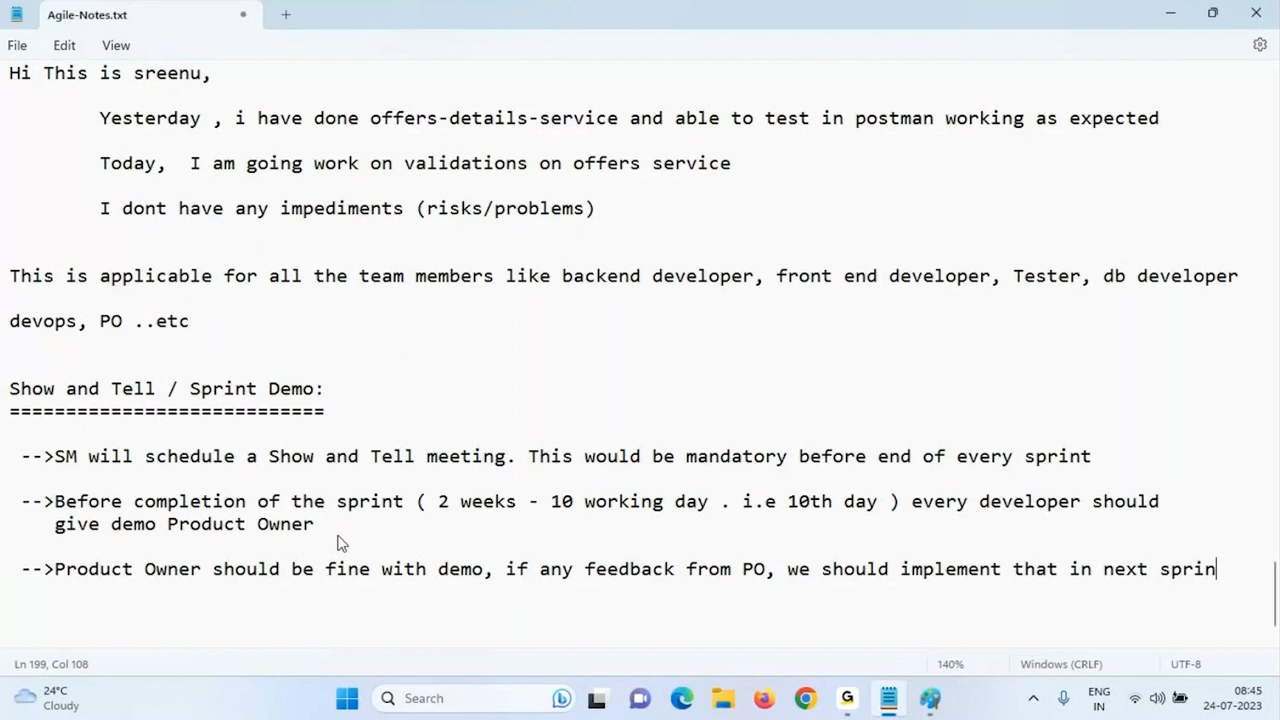 Agile-Notes.txt
File Edit View
Hi This is sreenu,
Yesterday , i have done offers-details-service and able to test in postman working as expected
Today,  I am going work on validations on offers service
I dont have any impediments (risks/problems)
This is applicable for all the team members like backend developer, front end developer, Tester, db developer
devops, PO ..etc
Show and Tell / Sprint Demo:
============================
-->SM will schedule a Show and Tell meeting. This would be mandatory before end of every sprint
-->Before completion of the sprint ( 2 weeks - 10 working day . i.e 10th day ) every developer should
give demo Product Owner
-->Product Owner should be fine with demo, if any feedback from PO, we should implement that in next sprin
Ln 199, Col 108 140% Windows (CRLF) UTF-8
24°C
Cloudy
Search
ENG
IN
08:45
24-07-2023